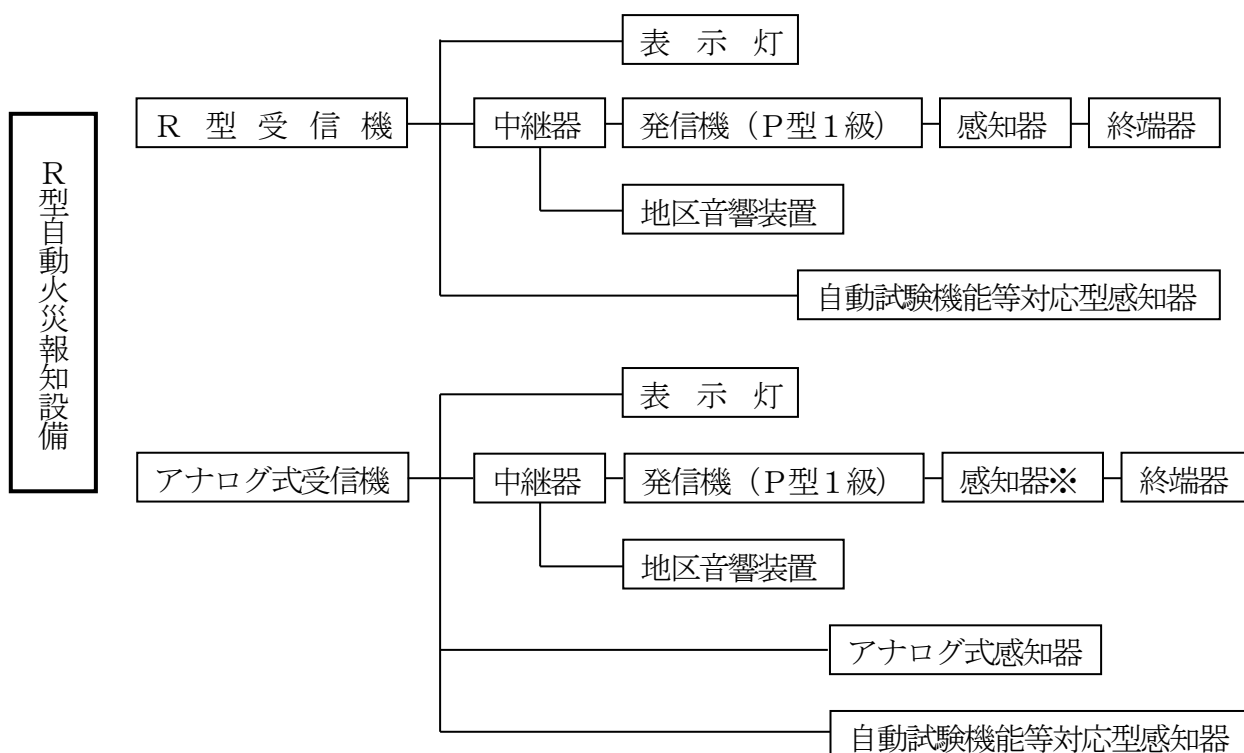 R型自動火災報知設備
表 示 灯
R 型 受 信 機
中継器
発信機（P型1級）
感知器
終端器
地区音響装置
自動試験機能等対応型感知器
表 示 灯
アナログ式受信機
中継器
発信機（P型1級）
感知器※
終端器
地区音響装置
アナログ式感知器
自動試験機能等対応型感知器